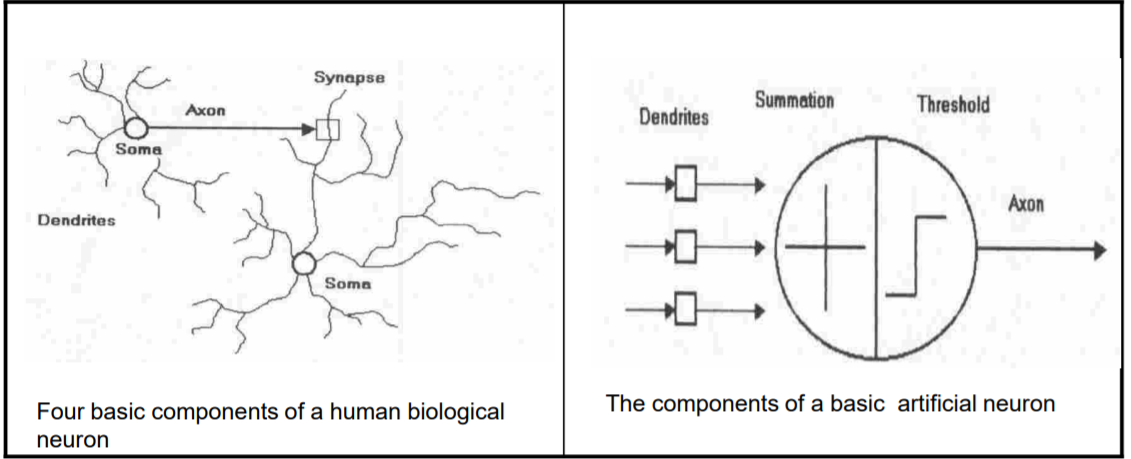 Synapse
Axon
Soma
Dendrites
Soma
Four basic components of a human biological
neuron
Summation
Threshold
Dendrites
Axon
The components of a basic artificial neuron